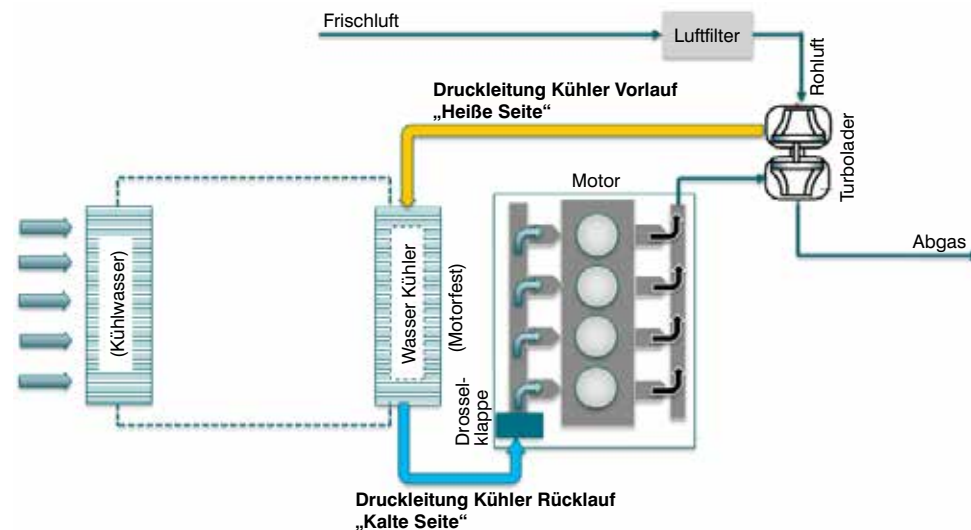 Frischluft
Luftfilter
Rohluft
Druckleitung Kühler Vorlauf
„Heiße Seite“
Turbolader
Motor
Abgas
(Kühlwasser)
Wasser Kühler
(Motorfest)
Drossel-
klappe
Druckleitung Kühler Rücklauf
„Kalte Seite“